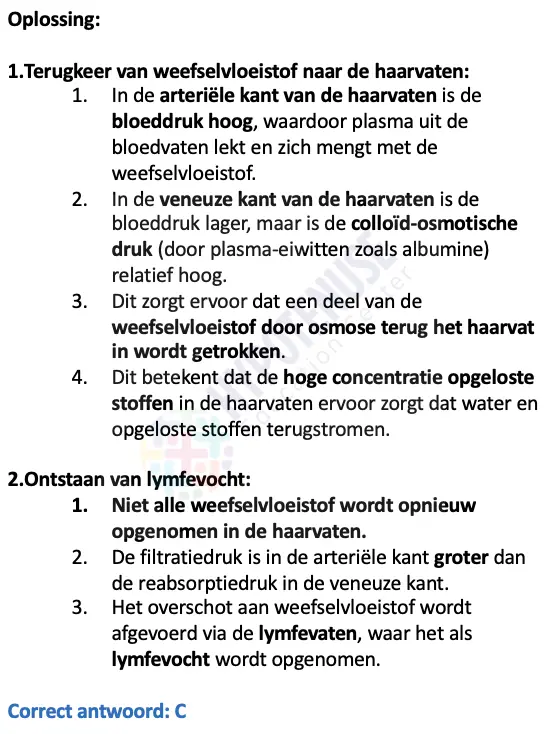 Oplossing:
1.Terugkeer van weefselvloeistof naar de haarvaten:
1. In de arteriële kant van de haarvaten is de
bloeddruk hoog, waardoor plasma uit de
bloedvaten lekt en zich mengt met de
weefselvloeistof.
2. In de veneuze kant van de haarvaten is de
bloeddruk lager, maar is de colloïd-osmotische
druk (door plasma-eiwitten zoals albumine)
relatief hoog.
3. Dit zorgt ervoor dat een deel van de
weefselvloeistof door osmose terug het haarvat
in wordt getrokken.
4. Dit betekent dat de hoge concentratie opgeloste
stoffen in de haarvaten ervoor zorgt dat water en
opgeloste stoffen terugstromen.
2.Ontstaan van lymfevocht:
1. Niet alle weefselvloeistof wordt opnieuw
opgenomen in de haarvaten.
2. De filtratiedruk is in de arteriële kant groter dan
de reabsorptiedruk in de veneuze kant.
3. Het overschot aan weefselvloeistof wordt
afgevoerd via de lymfevaten, waar het als
lymfevocht wordt opgenomen.
Correct antwoord: C